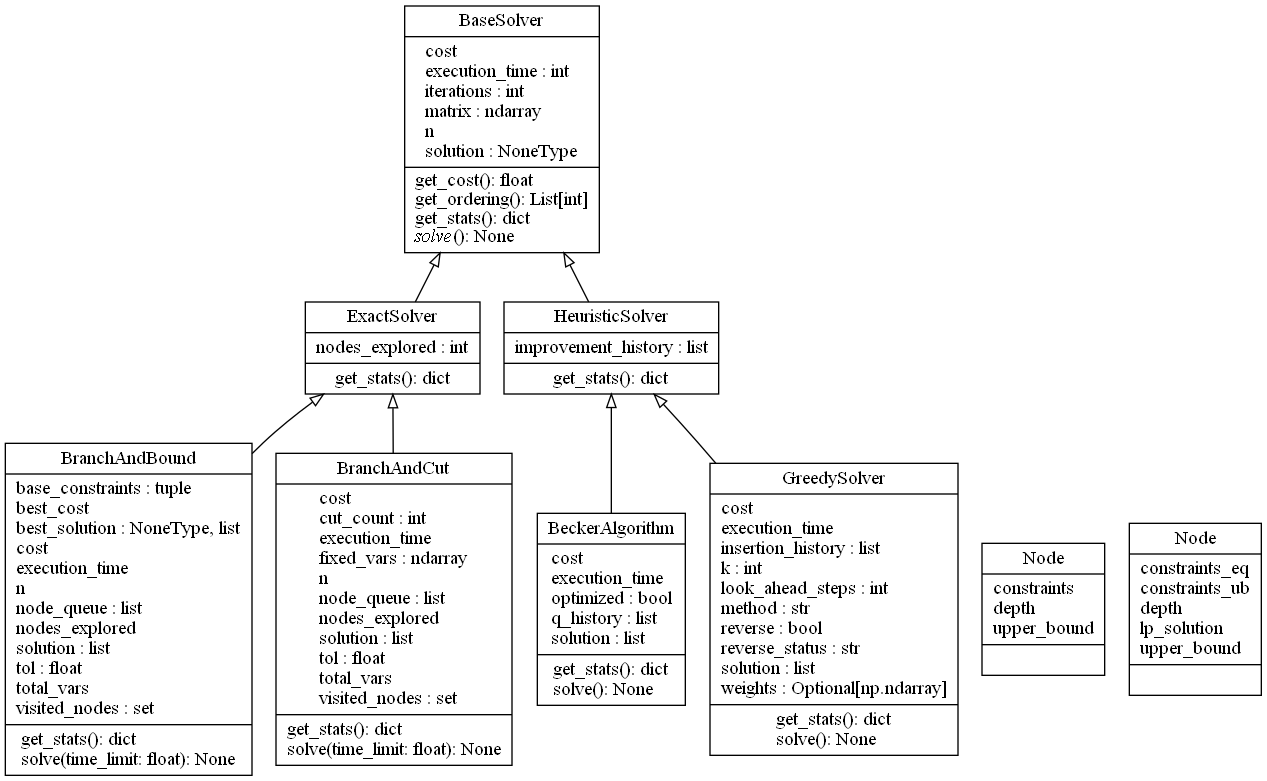 BaseSolver
cost
execution_time : int
iterations : int
matrix : ndarray
n
solution : NoneType
get_cost(): float
get_ordering(): List[int]
get_stats(): dict
solve(): None
ExactSolver
nodes_explored : int
get_stats(): dict
HeuristicSolver
improvement_history : list
get_stats(): dict
BranchAndBound
base_constraints : tuple
best_cost
best_solution : NoneType, list
cost
execution_time
n
node_queue : list
nodes_explored
solution : list
tol : float
total_vars
visited_nodes : set
get_stats(): dict
solve(time_limit: float): None
BranchAndCut
cost
cut_count : int
execution_time
fixed_vars : ndarray
n
node_queue : list
nodes_explored
solution : list
tol : float
total_vars
visited_nodes : set
get_stats(): dict
solve(time_limit: float): None
BeckerAlgorithm
cost
execution_time
optimized : bool
q_history : list
solution : list
get_stats(): dict
solve(): None
GreedySolver
cost
execution_time
insertion_history : list
k : int
look_ahead_steps : int
method : str
reverse : bool
reverse_status : str
solution : list
weights : Optional[np.ndarray]
get_stats(): dict
solve(): None
Node
constraints
depth
upper_bound
Node
constraints_eq
constraints_ub
depth
lp_solution
upper_bound